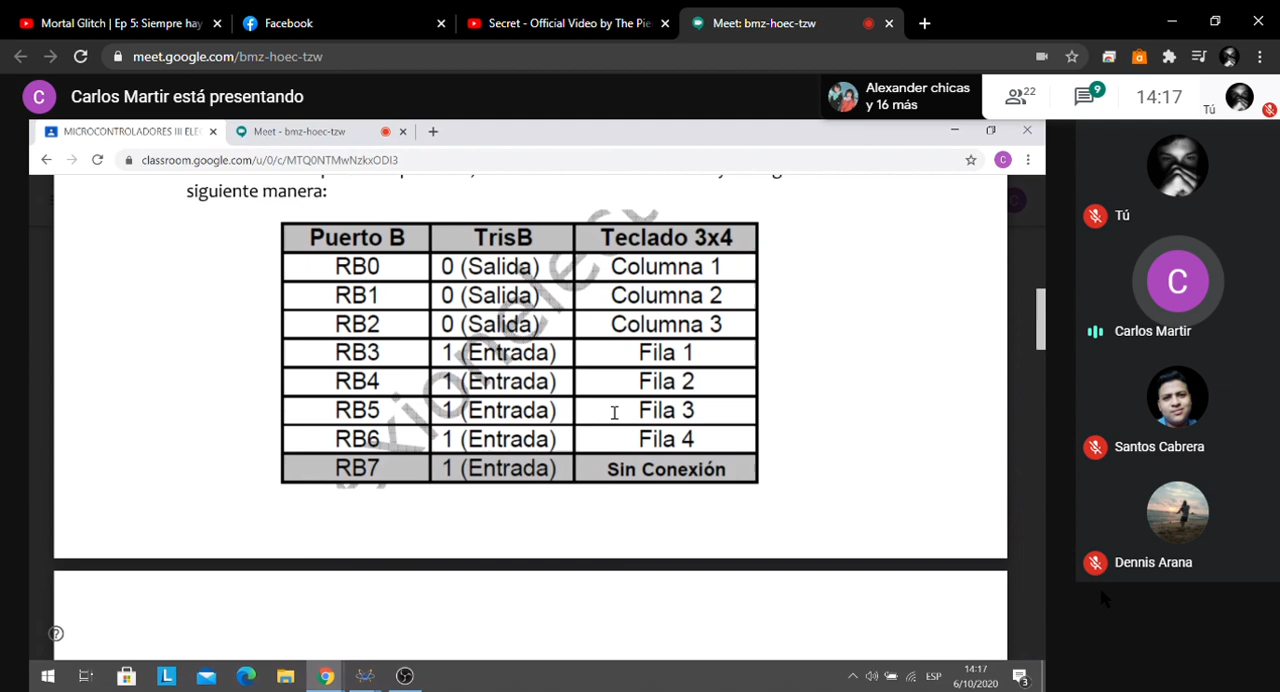 Mortal Glitch | Ep 5: Siempre hay
Facebook
Secret - Official Video by The Pie
Meet: bmz-hoec-tzw
meet.google.com/bmz-hoec-tzw
C
Carlos Martir está presentando
Alexander chicas
y 16 más
22
9
14:17
Tú
MICROCONTROLADORES III ELE
Meet - bmz-hoec-tzw
classroom.google.com/u/0/c/MTQ0NTMwNzkxODI3
C
siguiente manera:
Puerto B TrisB Teclado 3x4
RB0 0 (Salida) Columna 1
RB1 0 (Salida) Columna 2
RB2 0 (Salida) Columna 3
RB3 1 (Entrada) Fila 1
RB4 1 (Entrada) Fila 2
RB5 1 (Entrada) Fila 3
RB6 1 (Entrada) Fila 4
RB7 1 (Entrada) Sin Conexión
Tú
C
Carlos Martir
Santos Cabrera
Dennis Arana
L
ESP
14:17
6/10/2020
3